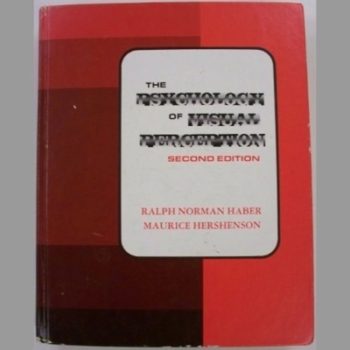 THE
PSYCHOLOGY
OF VISUAL
PERCEPTION
SECOND EDITION
RALPH NORMAN HABER
MAURICE HERSHENSON